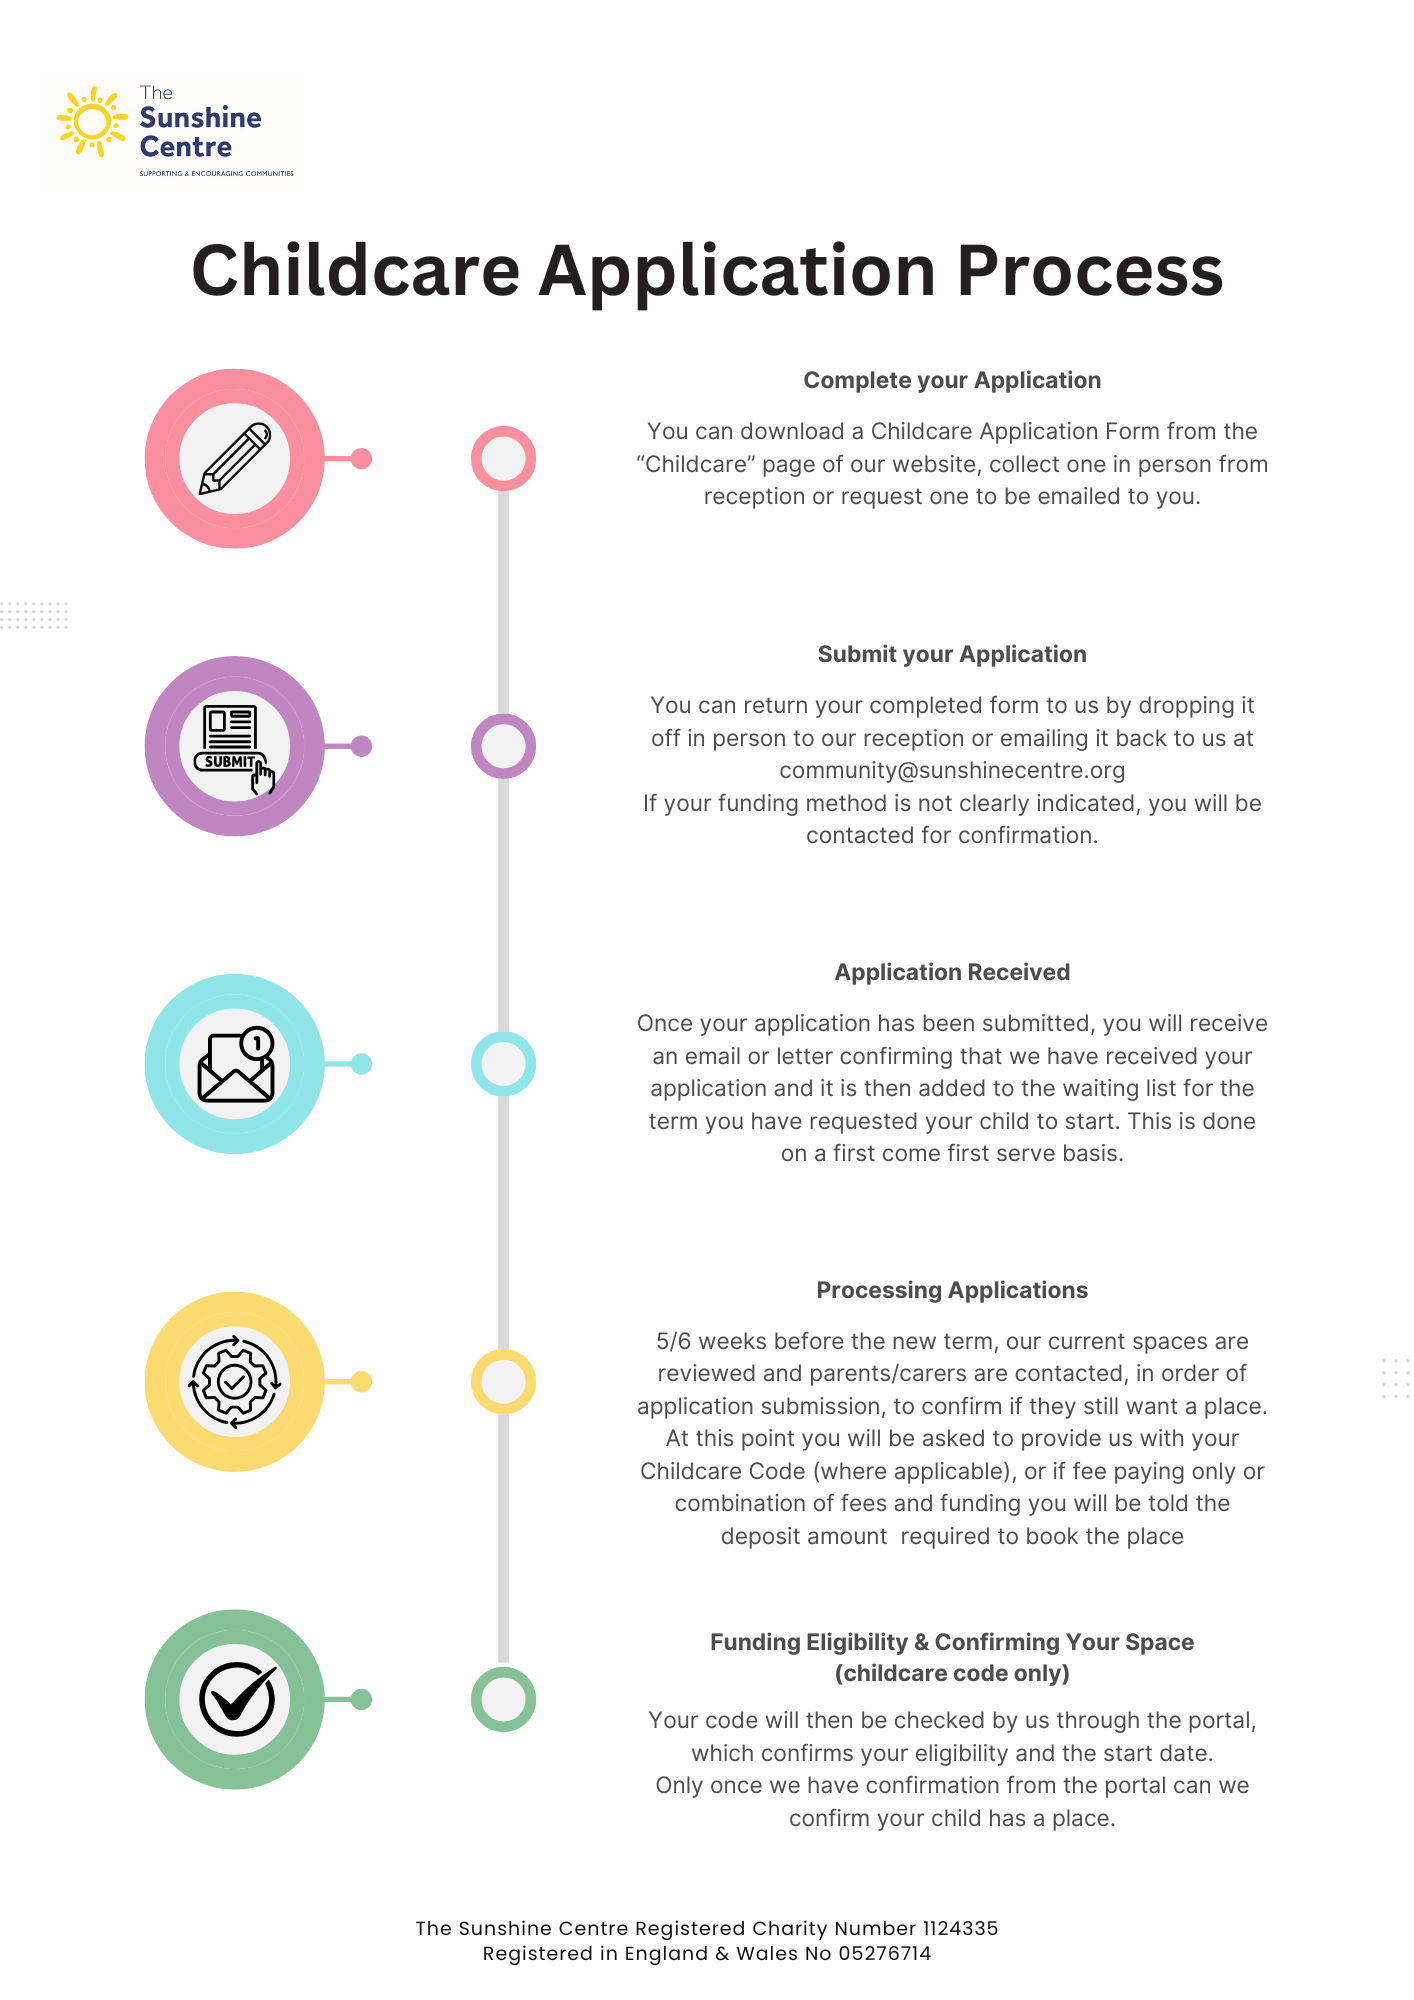 The
Sunshine
Centre
SUPPORTING & ENCOURAGING COMMUNITIES
Childcare Application Process
Complete your Application
You can download a Childcare Application Form from the
“Childcare” page of our website, collect one in person from
reception or request one to be emailed to you.
Submit your Application
You can return your completed form to us by dropping it
off in person to our reception or emailing it back to us at
community@sunshinecentre.org
If your funding method is not clearly indicated, you will be
contacted for confirmation.
SUBMIT
Application Received
Once your application has been submitted, you will receive
an email or letter confirming that we have received your
application and it is then added to the waiting list for the
term you have requested your child to start. This is done
on a first come first serve basis.
1
Processing Applications
5/6 weeks before the new term, our current spaces are
reviewed and parents/carers are contacted, in order of
application submission, to confirm if they still want a place.
At this point you will be asked to provide us with your
Childcare Code (where applicable), or if fee paying only or
combination of fees and funding you will be told the
deposit amount  required to book the place
Funding Eligibility & Confirming Your Space
(childcare code only)
Your code will then be checked by us through the portal,
which confirms your eligibility and the start date.
Only once we have confirmation from the portal can we
confirm your child has a place.
The Sunshine Centre Registered Charity Number 1124335
Registered in England & Wales No 05276714